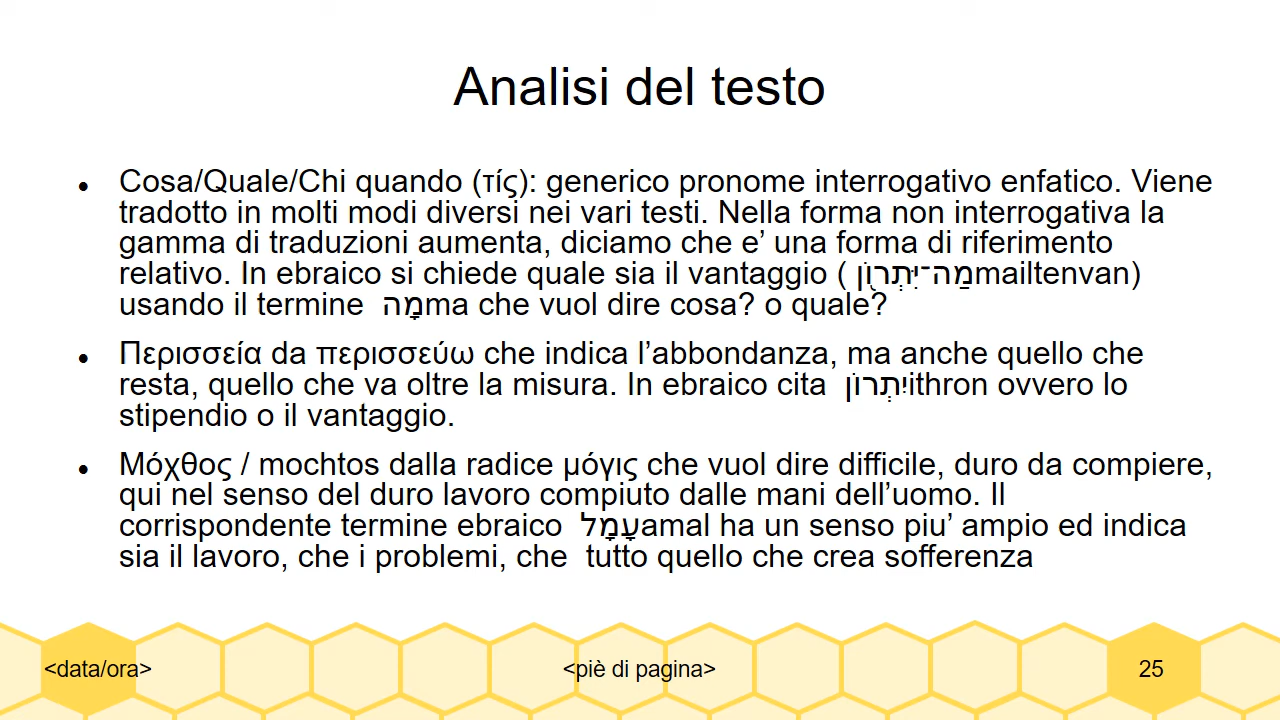 Analisi del testo
Cosa/Quale/Chi quando (τίς): generico pronome interrogativo enfatico. Viene
tradotto in molti modi diversi nei vari testi. Nella forma non interrogativa la
gamma di traduzioni aumenta, diciamo che e’ una forma di riferimento
relativo. In ebraico si chiede quale sia il vantaggio ( מַה־יִּתְר֖וֹן mailtenvan)
usando il termine מָה ma che vuol dire cosa? o quale?
Περισσεία da περισσεύω che indica l’abbondanza, ma anche quello che
resta, quello che va oltre la misura. In ebraico cita יִתְרוֹן ithron ovvero lo
stipendio o il vantaggio.
Μόχθος / mochtos dalla radice μόγις che vuol dire difficile, duro da compiere,
qui nel senso del duro lavoro compiuto dalle mani dell’uomo. Il
corrispondente termine ebraico עָמָל amal ha un senso piu’ ampio ed indica
sia il lavoro, che i problemi, che tutto quello che crea sofferenza
<data/ora> <piè di pagina> 25